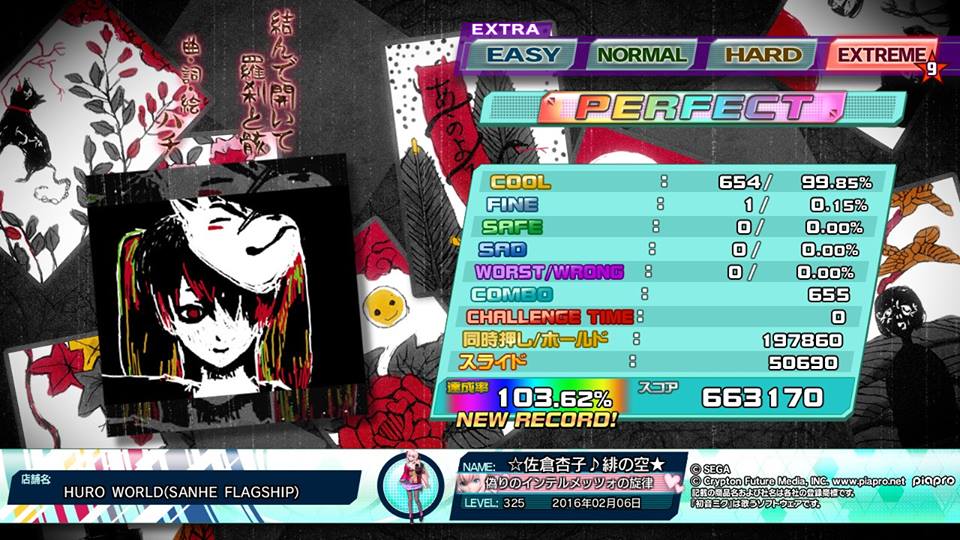 結んで開いて
羅刹と骸
曲・詞・絵 ハチ
あのよ
EXTRA
EASY NORMAL HARD EXTREME 9
PERFECT
COOL : 654/ 99.85%
FINE : 1/ 0.15%
SAFE : 0/ 0.00%
SAD : 0/ 0.00%
WORST/WRONG : 0/ 0.00%
COMBO : 655
CHALLENGE TIME : 0
同時押し/ホールド : 197860
スライド : 50690
達成率 103.62% スコア 663170
NEW RECORD!
店舗名
HURO WORLD(SANHE FLAGSHIP)
NAME: ☆佐倉杏子♪緋の空★
偽りのインテルメッツォの旋律
LEVEL: 325 2016年02月06日
© SEGA
© Crypton Future Media, INC. www.piapro.net piapro
記載の商品名および社名は各社の登録商標です。
「初音ミク」は歌うソフトウェアです。